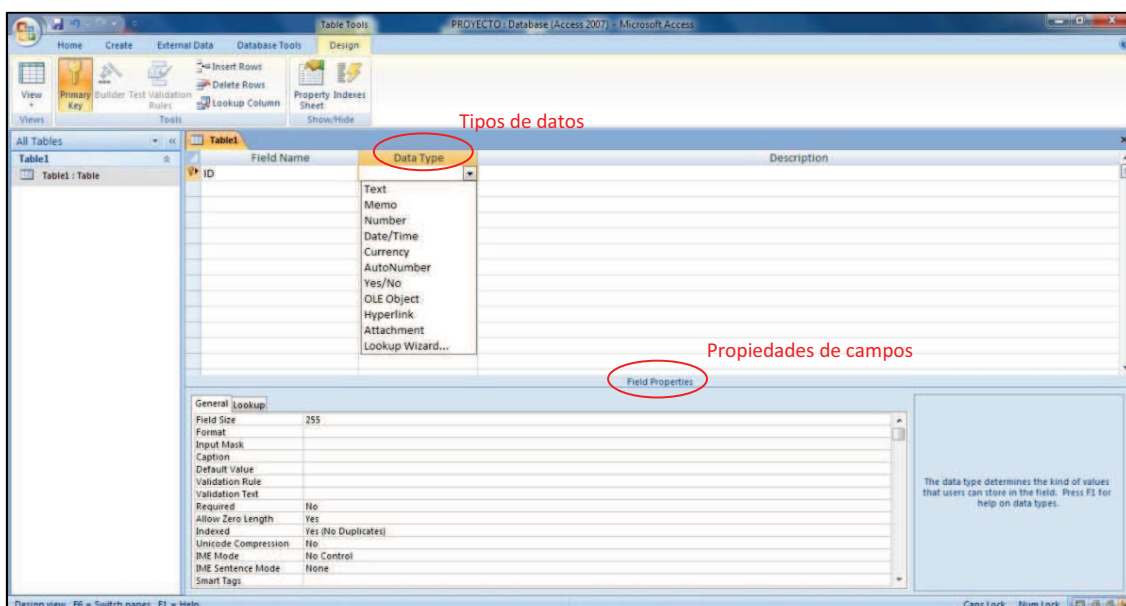 Table Tools
PROYECTO : Database (Access 2007) - Microsoft Access
Home Create External Data Database Tools Design
View
Primary Key
Builder
Test Validation Rules
Insert Rows
Delete Rows
Lookup Column
Property Sheet
Indexes
Views Tools Show/Hide
Tipos de datos
All Tables
Table1
Table1
Table1 : Table
Field Name Data Type Description
ID
Text
Memo
Number
Date/Time
Currency
AutoNumber
Yes/No
OLE Object
Hyperlink
Attachment
Lookup Wizard...
Propiedades de campos
Field Properties
General Lookup
Field Size 255
Format
Input Mask
Caption
Default Value
Validation Rule
Validation Text
Required No
Allow Zero Length Yes
Indexed Yes (No Duplicates)
Unicode Compression No
IME Mode No Control
IME Sentence Mode None
Smart Tags
The data type determines the kind of values
that users can store in the field. Press F1 for
help on data types.
Design view. F6 = Switch panes. F1 = Help.
Caps Lock Num Lock